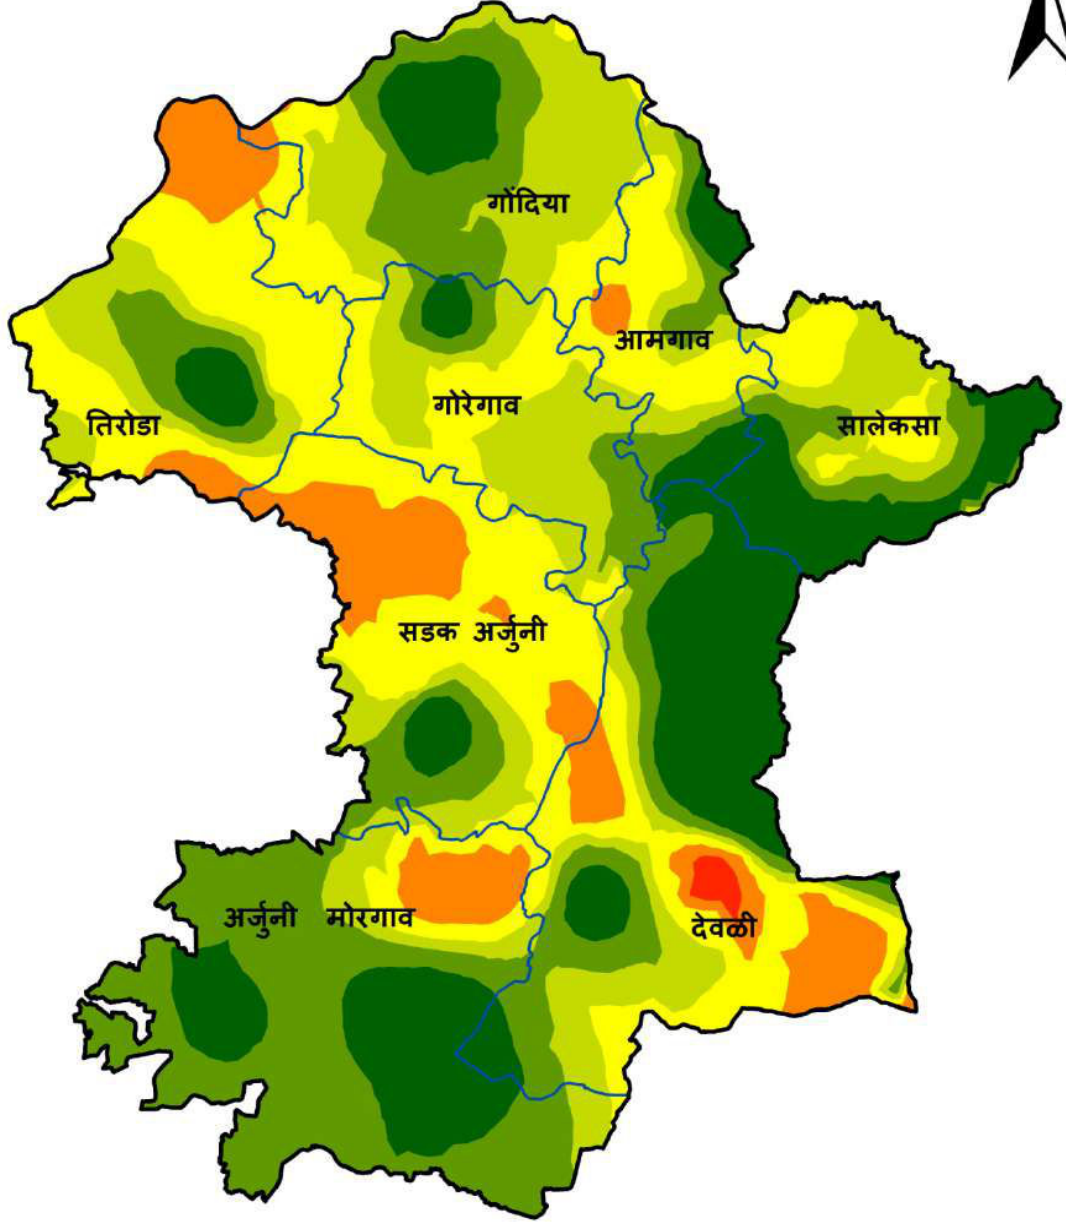 गोंदिया
आमगाव
गोरेगाव
तिरोडा
सालेकसा
सडक अर्जुनी
अर्जुनी मोरगाव
देवळी